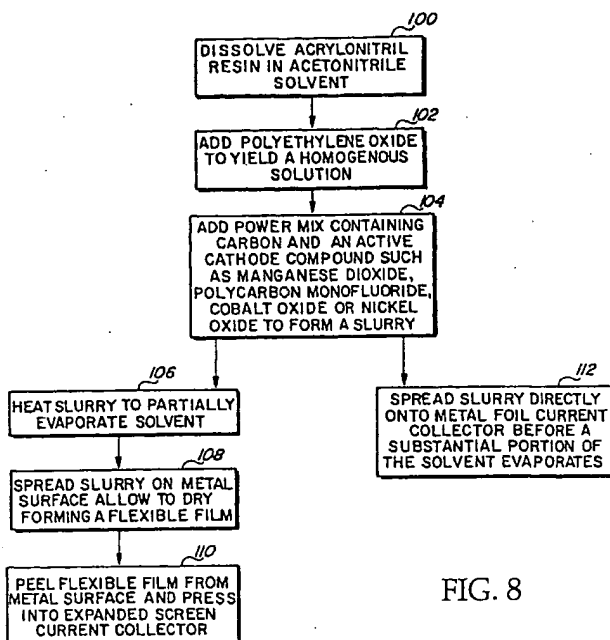 100
DISSOLVE ACRYLONITRIL
RESIN IN ACETONITRILE
SOLVENT
102
ADD POLYETHYLENE OXIDE
TO YIELD A HOMOGENOUS
SOLUTION
104
ADD POWER MIX CONTAINING
CARBON AND AN ACTIVE
CATHODE COMPOUND SUCH
AS MANGANESE DIOXIDE,
POLYCARBON MONOFLUORIDE,
COBALT OXIDE OR NICKEL
OXIDE TO FORM A SLURRY
106
HEAT SLURRY TO PARTIALLY
EVAPORATE SOLVENT
108
SPREAD SLURRY ON METAL
SURFACE ALLOW TO DRY
FORMING A FLEXIBLE FILM
110
PEEL FLEXIBLE FILM FROM
METAL SURFACE AND PRESS
INTO EXPANDED SCREEN
CURRENT COLLECTOR
112
SPREAD SLURRY DIRECTLY
ONTO METAL FOIL CURRENT
COLLECTOR BEFORE A
SUBSTANTIAL PORTION OF
THE SOLVENT EVAPORATES
FIG. 8